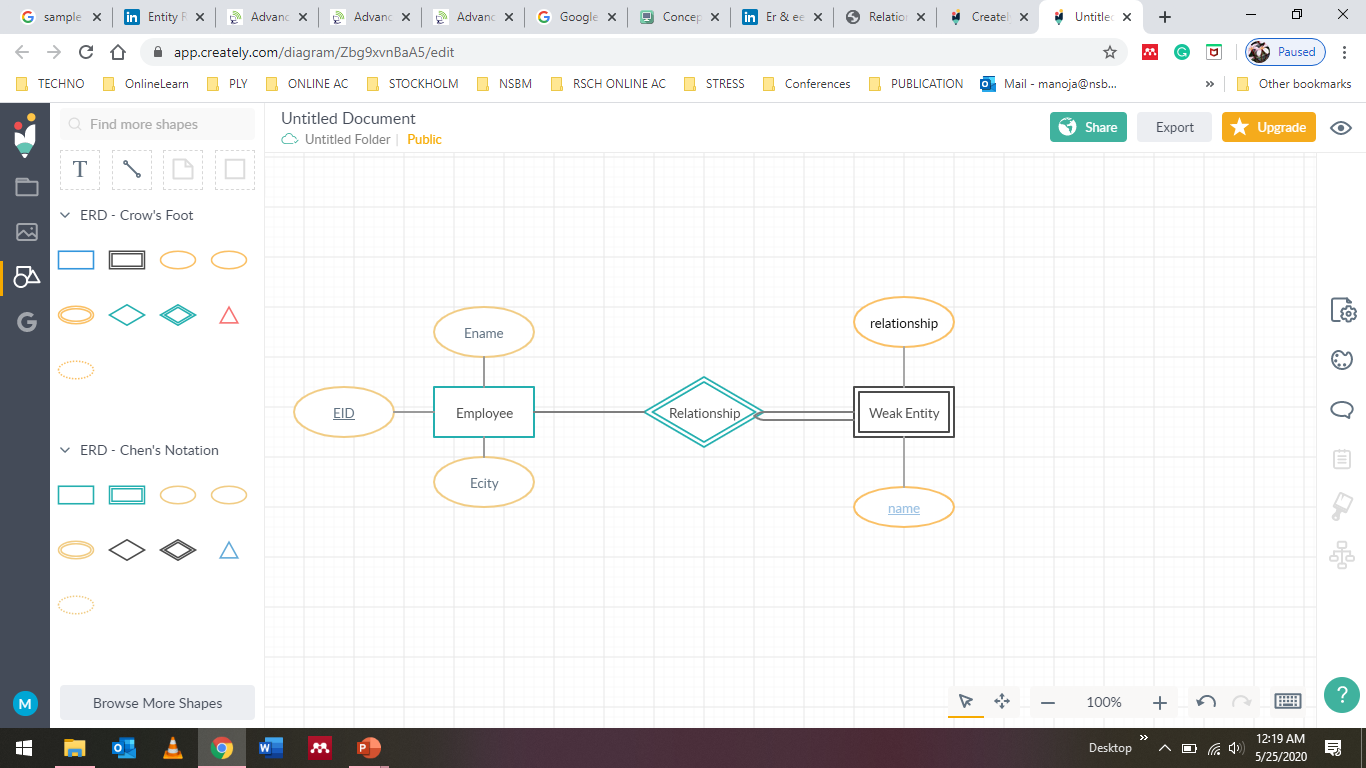 sample
Entity R
Advanc
Advanc
Advanc
Google
Concep
Er & ee
Relation
Creately
Untitled
app.creately.com/diagram/Zbg9xvnBaA5/edit
Paused
TECHNO
OnlineLearn
PLY
ONLINE AC
STOCKHOLM
NSBM
RSCH ONLINE AC
STRESS
Conferences
PUBLICATION
Mail - manoja@nsb...
»
Other bookmarks
Find more shapes
Untitled Document
Untitled Folder | Public
Share
Export
Upgrade
T
ERD - Crow's Foot
ERD - Chen's Notation
Browse More Shapes
Ename
EID
Employee
Ecity
Relationship
relationship
Weak Entity
name
100%
?
M
Desktop
12:19 AM
5/25/2020